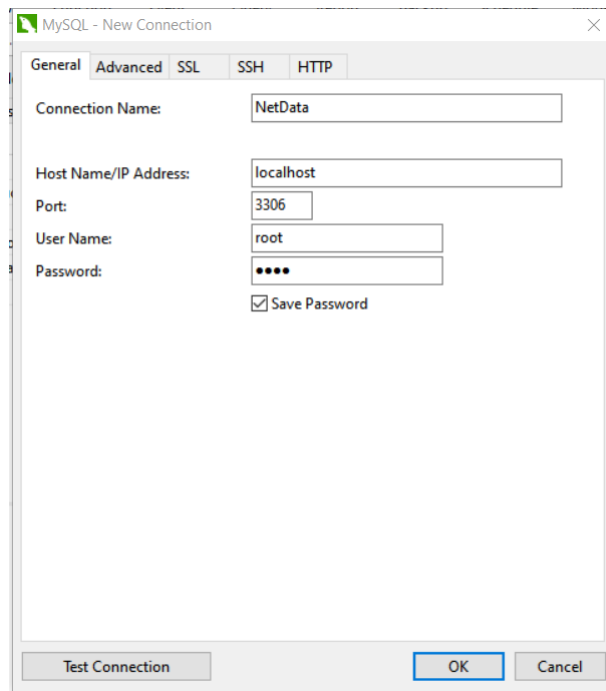 MySQL - New Connection
General Advanced SSL SSH HTTP
Connection Name: NetData
Host Name/IP Address: localhost
Port: 3306
User Name: root
Password: ••••
Save Password
Test Connection OK Cancel